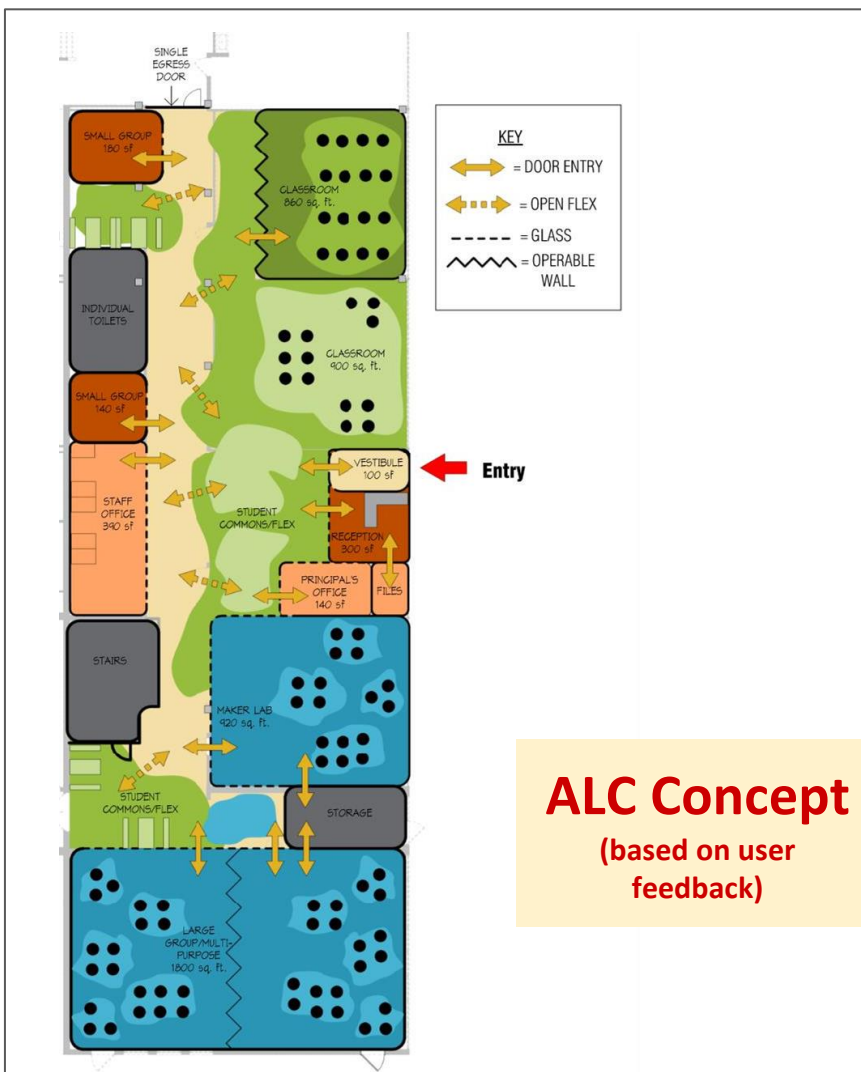 SINGLE
EGRESS
DOOR
SMALL GROUP
180 sf
CLASSROOM
860 sq. ft.
KEY
= DOOR ENTRY
= OPEN FLEX
= GLASS
= OPERABLE
WALL
INDIVIDUAL
TOILETS
CLASSROOM
900 sq. ft.
SMALL GROUP
140 sf
VESTIBULE
100 sf
Entry
STAFF
OFFICE
390 sf
STUDENT
COMMONS/FLEX
RECEPTION
300 sf
PRINCIPAL'S
OFFICE
140 sf
FILES
STAIRS
MAKER LAB
920 sq. ft.
STUDENT
COMMONS/FLEX
STORAGE
ALC Concept
(based on user
feedback)
LARGE
GROUP/MULTI-
PURPOSE
1800 sq. ft.